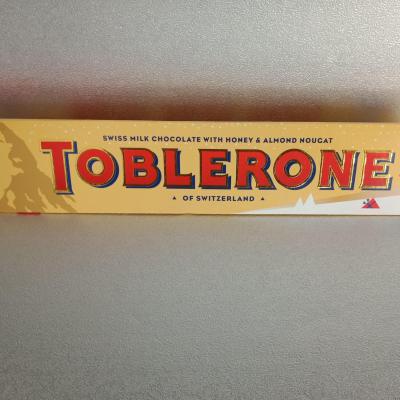 SWISS MILK CHOCOLATE WITH HONEY & ALMOND NOUGAT
TOBLERONE
OF SWITZERLAND